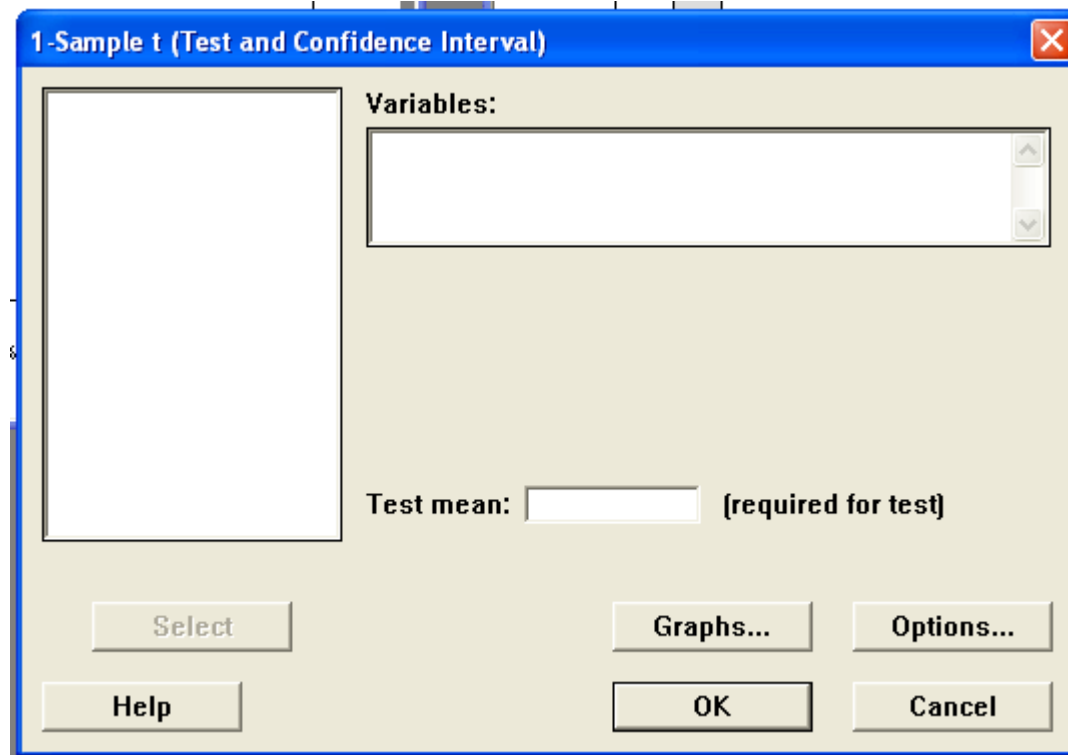 1-Sample t (Test and Confidence Interval)
Variables:
Test mean:
(required for test)
Select
Graphs...
Options...
Help
OK
Cancel